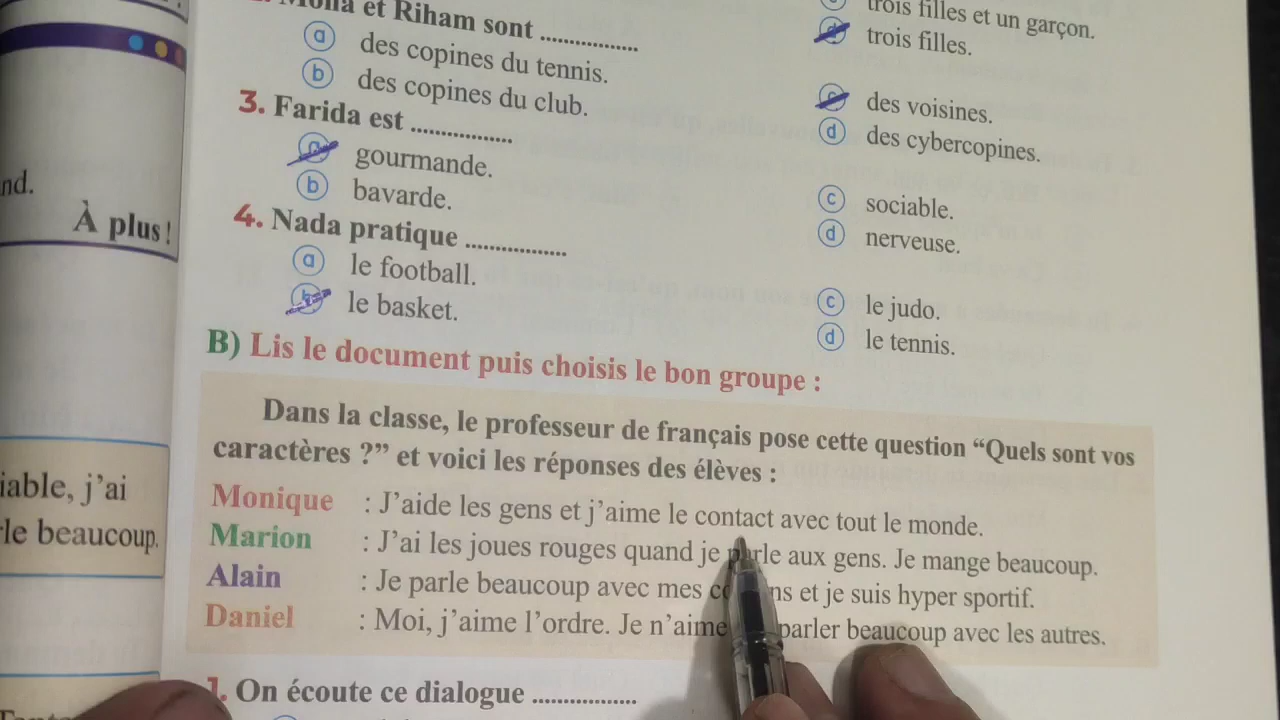 Mona et Riham sont ..................
trois filles et un garçon.
a des copines du tennis.
d trois filles.
b des copines du club.
des voisines.
3. Farida est ..................
d des cybercopines.
gourmande.
b bavarde.
c sociable.
4. Nada pratique ..................
d nerveuse.
a le football.
b le basket.
c le judo.
d le tennis.
B) Lis le document puis choisis le bon groupe :
Dans la classe, le professeur de français pose cette question “Quels sont vos
caractères ?” et voici les réponses des élèves :
Monique : J’aide les gens et j’aime le contact avec tout le monde.
Marion : J’ai les joues rouges quand je parle aux gens. Je mange beaucoup.
Alain : Je parle beaucoup avec mes et je suis hyper sportif.
Daniel : Moi, j’aime l’ordre. Je n’aime parler beaucoup avec les autres.
1. On écoute ce dialogue ..................
nd.
À plus !
iable, j’ai
rle beaucoup.